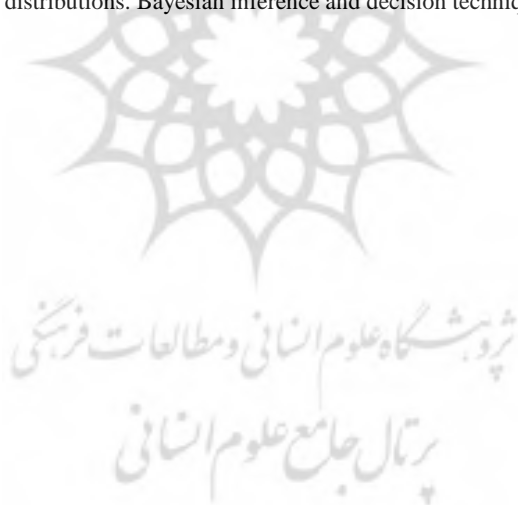 distributions. Bayesian inference and decision techniq
پژوهشگاه علوم انسانی و مطالعات فرهنگی
پرتال جامع علوم انسانی